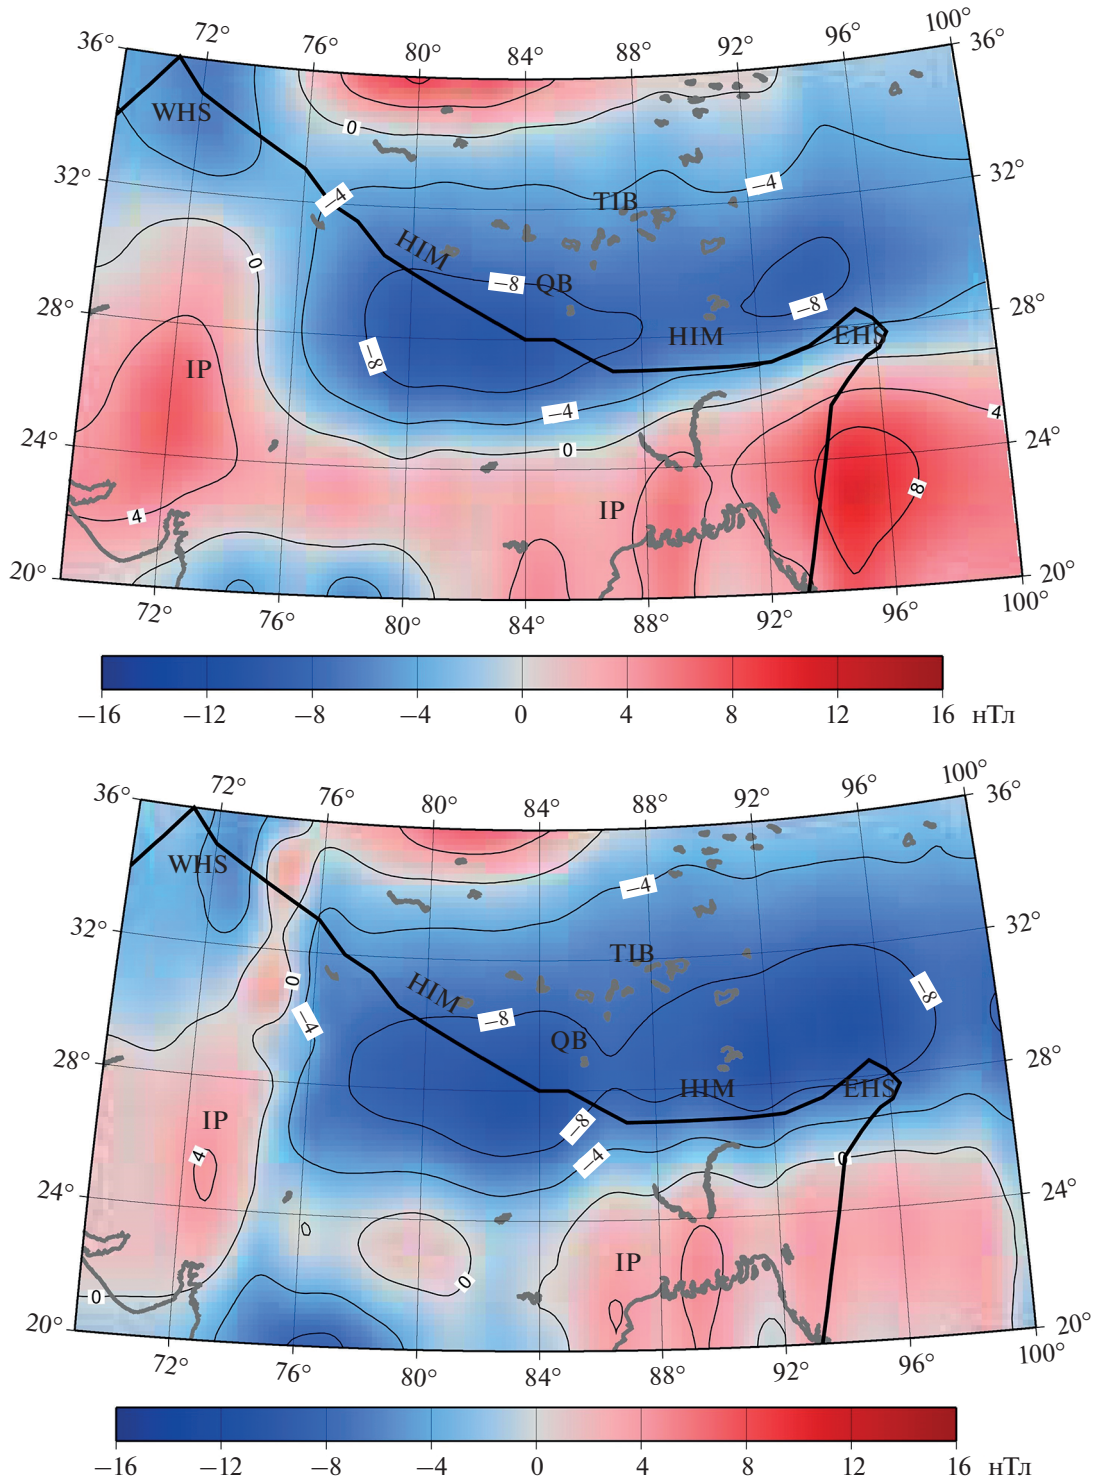 72° 76° 80° 84° 88° 92° 96° 100°
36° 36°
WHS
0
32° 32°
−4 −4
TIB
HIM
0
−8 QB
28° −8 28°
HIM EHS
−8
IP
−4 4
24° 0 24°
8
IP
4
20° 20°
72° 76° 80° 84° 88° 92° 96° 100°
−16 −12 −8 −4 0 4 8 12 16 нТл
72° 76° 80° 84° 88° 92° 96° 100°
36° 36°
WHS
−4
32° 32°
TIB
HIM
0
−8
−4 −8
QB
28° 28°
HIM EHS
IP −8
4 −4 0
24° 24°
IP
0
0
20° 20°
72° 76° 80° 84° 88° 92° 96° 100°
−16 −12 −8 −4 0 4 8 12 16 нТл